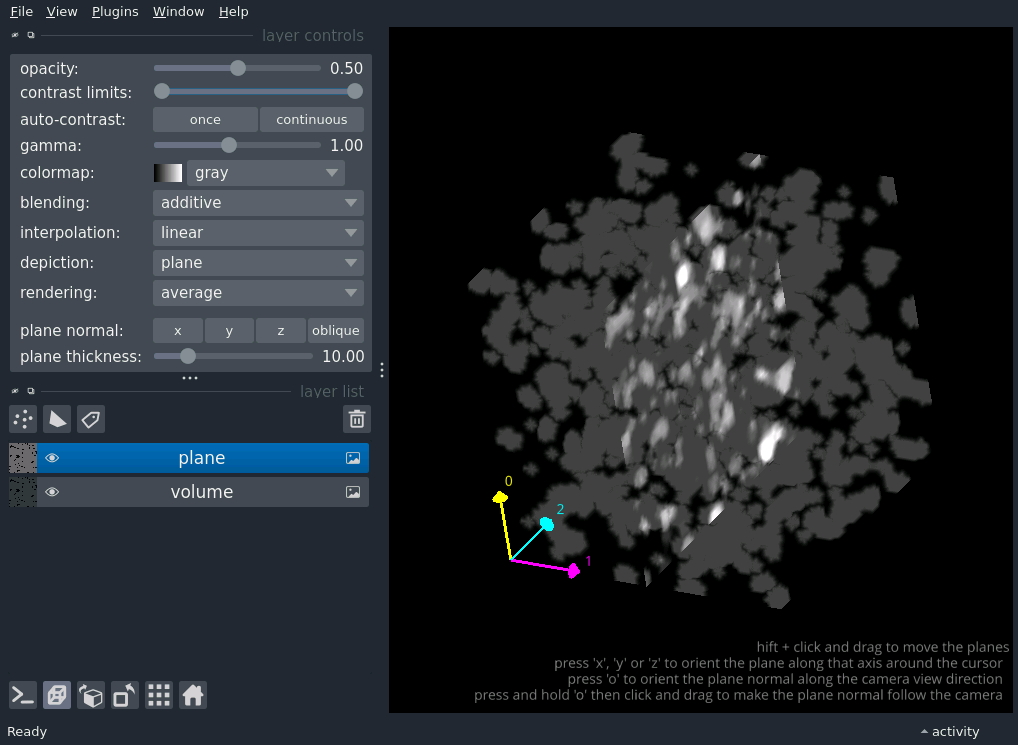 File View Plugins Window Help
layer controls
opacity: 0.50
contrast limits:
auto-contrast: once continuous
gamma: 1.00
colormap: gray
blending: additive
interpolation: linear
depiction: plane
rendering: average
plane normal: x y z oblique
plane thickness: 10.00
layer list
plane
volume
0
2
1
hift + click and drag to move the planes
press 'x', 'y' or 'z' to orient the plane along that axis around the cursor
press 'o' to orient the plane normal along the camera view direction
press and hold 'o' then click and drag to make the plane normal follow the camera
Ready activity